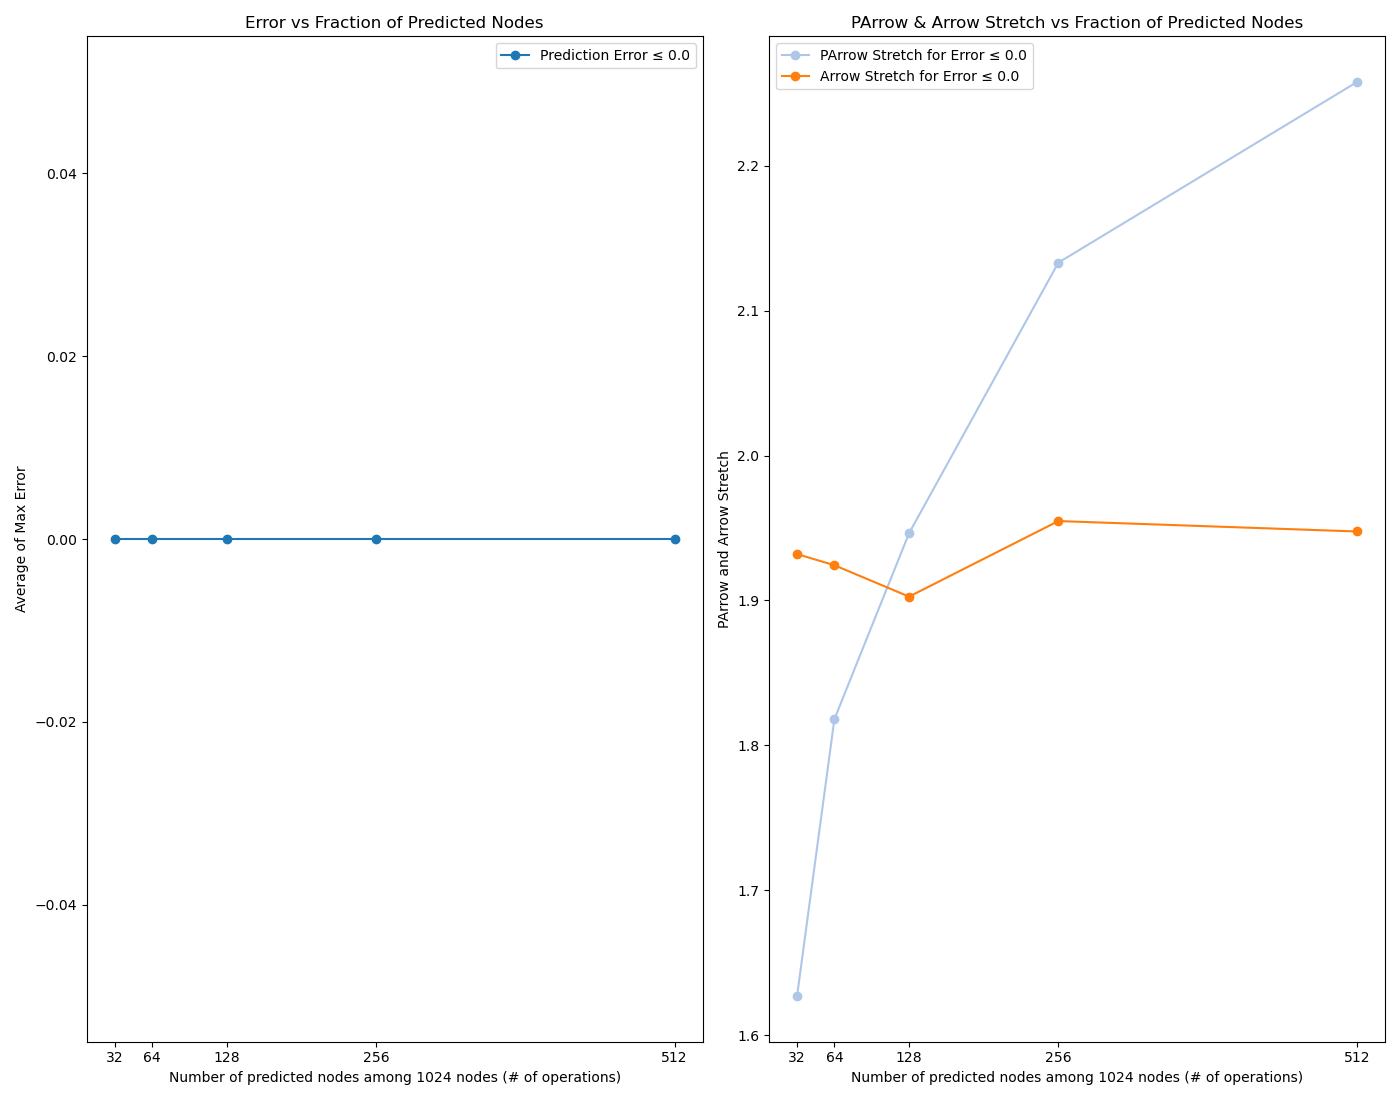 Error vs Fraction of Predicted Nodes
Prediction Error ≤ 0.0
0.04
0.02
0.00
−0.02
−0.04
Average of Max Error
32 64 128 256 512
Number of predicted nodes among 1024 nodes (# of operations)
PArrow & Arrow Stretch vs Fraction of Predicted Nodes
PArrow Stretch for Error ≤ 0.0
Arrow Stretch for Error ≤ 0.0
2.2
2.1
2.0
1.9
1.8
1.7
1.6
PArrow and Arrow Stretch
32 64 128 256 512
Number of predicted nodes among 1024 nodes (# of operations)